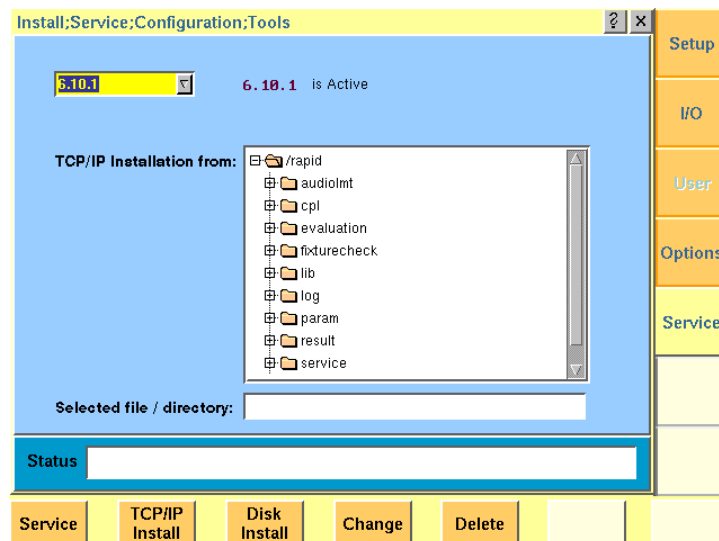 Install;Service;Configuration;Tools
? X
Setup
6.10.1
6.10.1 is Active
I/O
TCP/IP Installation from:
/rapid
audiolmt
cpl
evaluation
fixturecheck
lib
log
param
result
service
User
Options
Service
Selected file / directory:
Status
Service
TCP/IP Install
Disk Install
Change
Delete